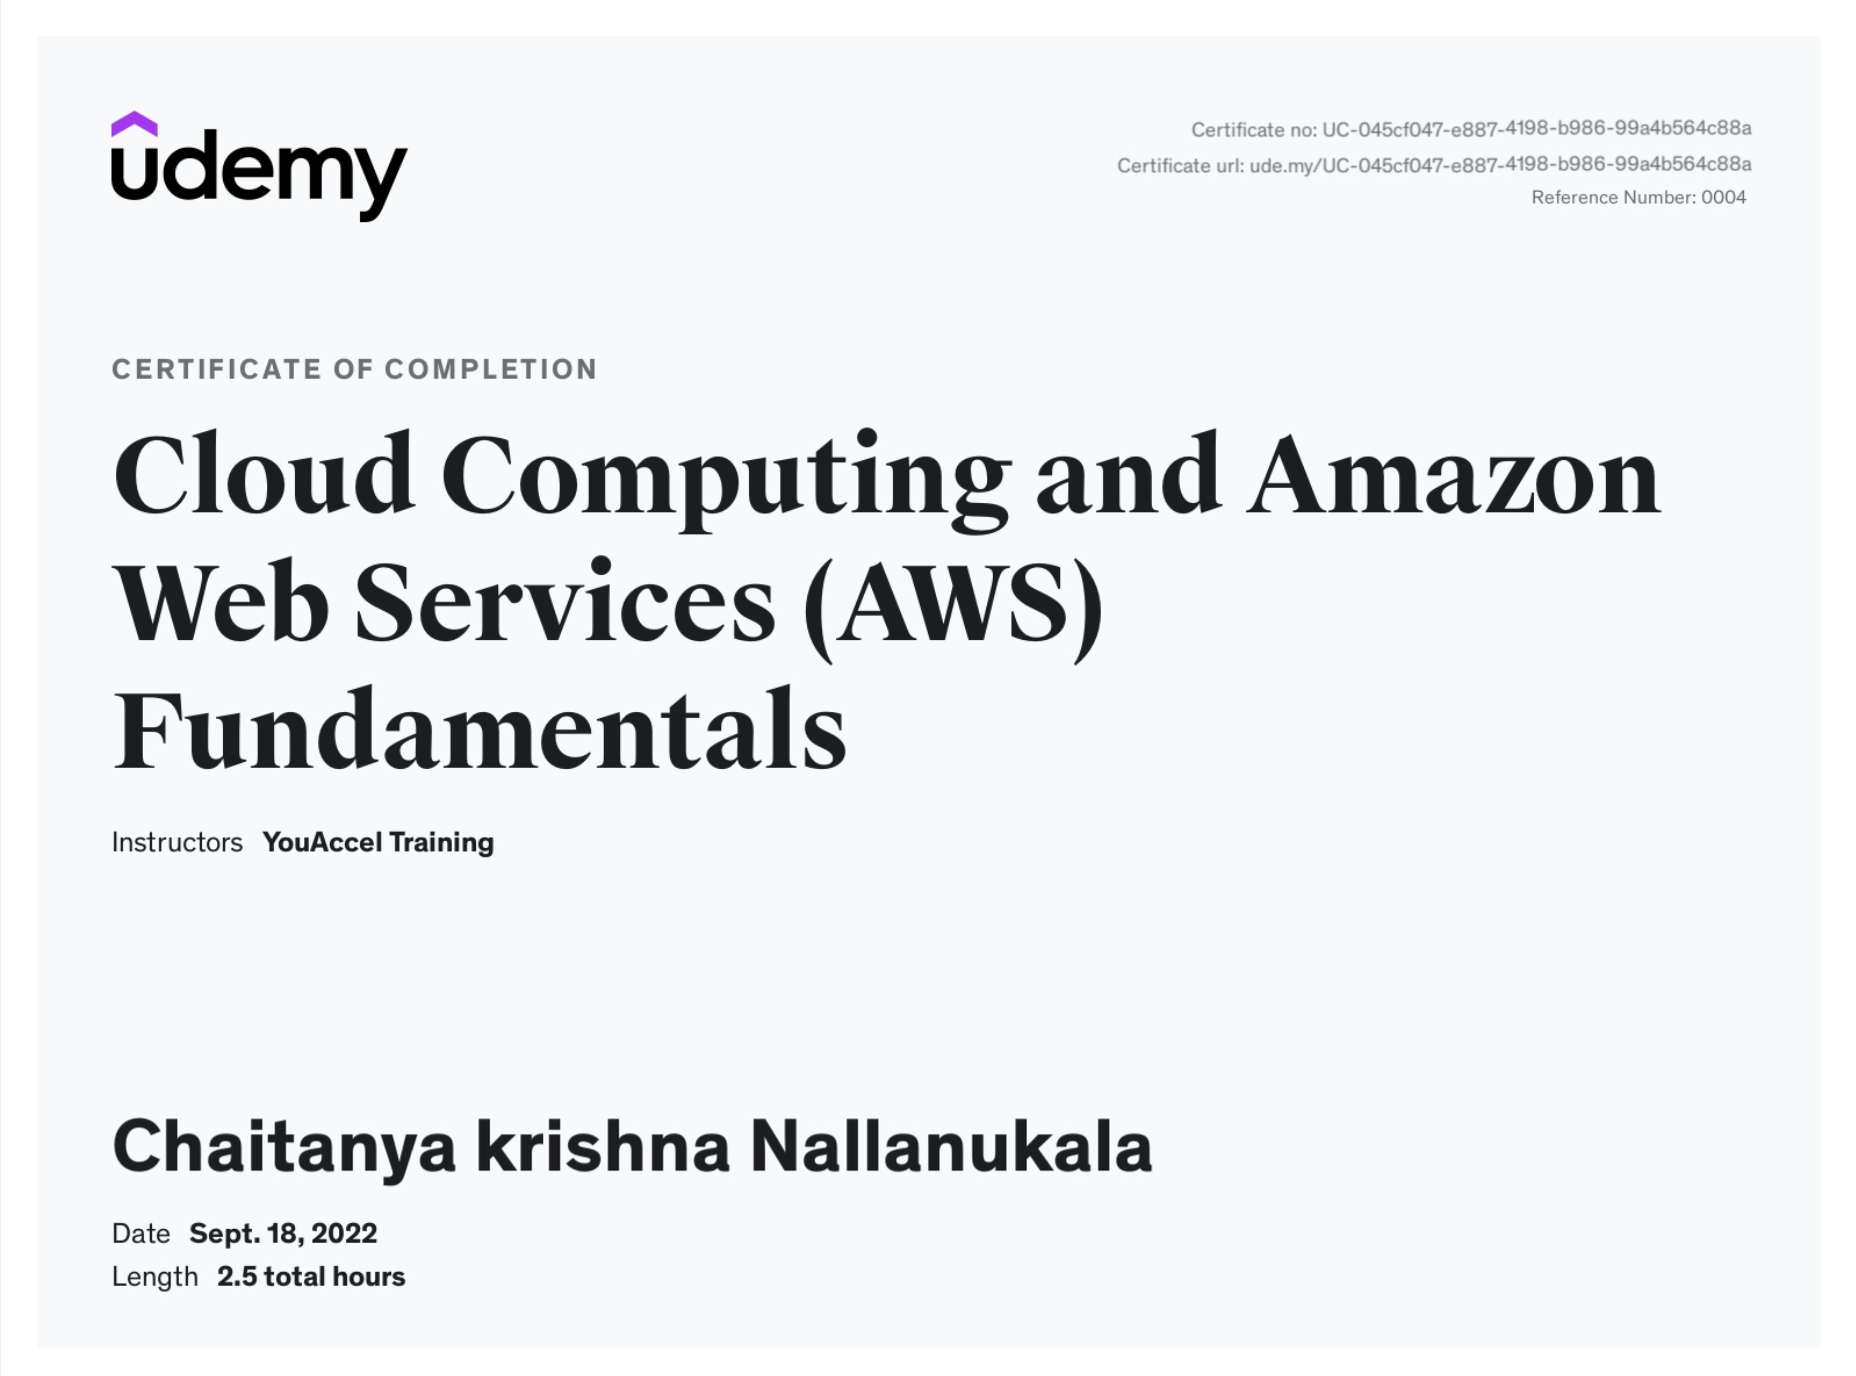 udemy
Certificate no: UC-045cf047-e887-4198-b986-99a4b564c88a
Certificate url: ude.my/UC-045cf047-e887-4198-b986-99a4b564c88a
Reference Number: 0004
CERTIFICATE OF COMPLETION
Cloud Computing and Amazon
Web Services (AWS)
Fundamentals
Instructors YouAccel Training
Chaitanya krishna Nallanukala
Date Sept. 18, 2022
Length 2.5 total hours